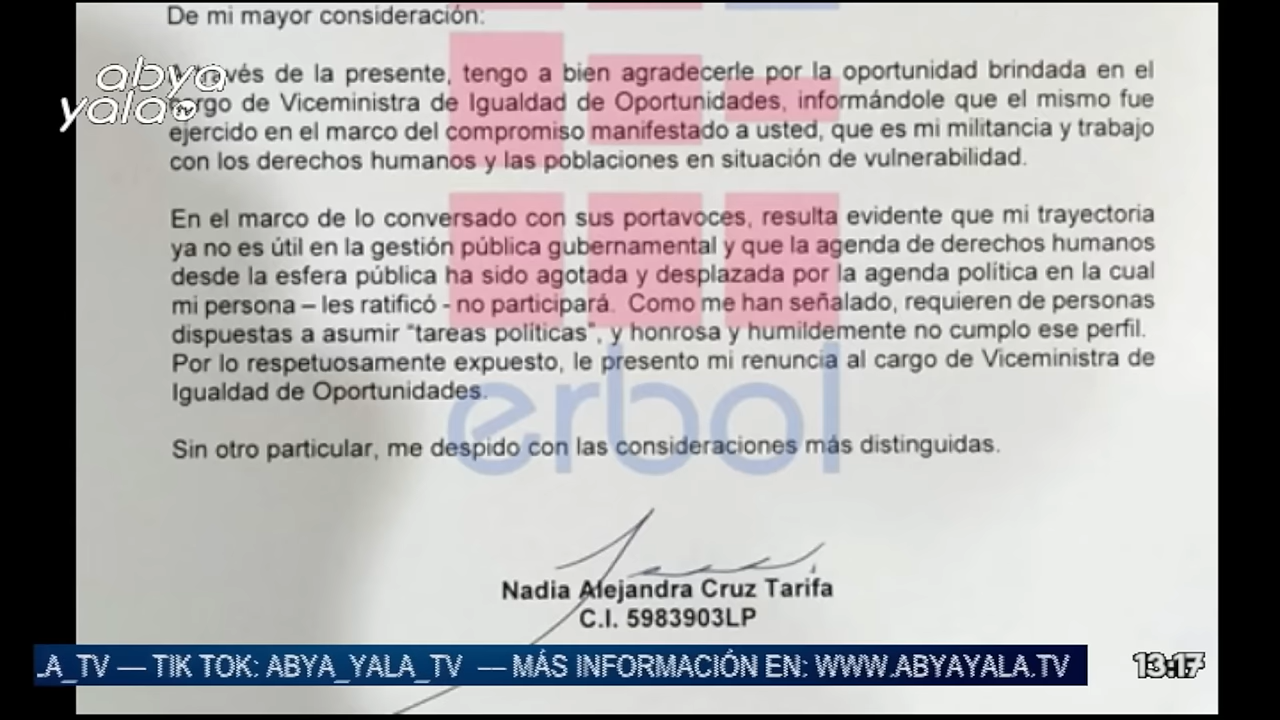 De mi mayor consideración:
abya
yala
A través de la presente, tengo a bien agradecerle por la oportunidad brindada en el
cargo de Viceministra de Igualdad de Oportunidades, informándole que el mismo fue
ejercido en el marco del compromiso manifestado a usted, que es mi militancia y trabajo
con los derechos humanos y las poblaciones en situación de vulnerabilidad.
En el marco de lo conversado con sus portavoces, resulta evidente que mi trayectoria
ya no es útil en la gestión pública gubernamental y que la agenda de derechos humanos
desde la esfera pública ha sido agotada y desplazada por la agenda política en la cual
mi persona – les ratificó - no participará. Como me han señalado, requieren de personas
dispuestas a asumir “tareas políticas”, y honrosa y humildemente no cumplo ese perfil.
Por lo respetuosamente expuesto, le presento mi renuncia al cargo de Viceministra de
Igualdad de Oportunidades.
erbol
Sin otro particular, me despido con las consideraciones más distinguidas.
Nadia Alejandra Cruz Tarifa
C.I. 5983903LP
.A_TV — TIK TOK: ABYA_YALA_TV — MÁS INFORMACIÓN EN: WWW.ABYAYALA.TV
13:17